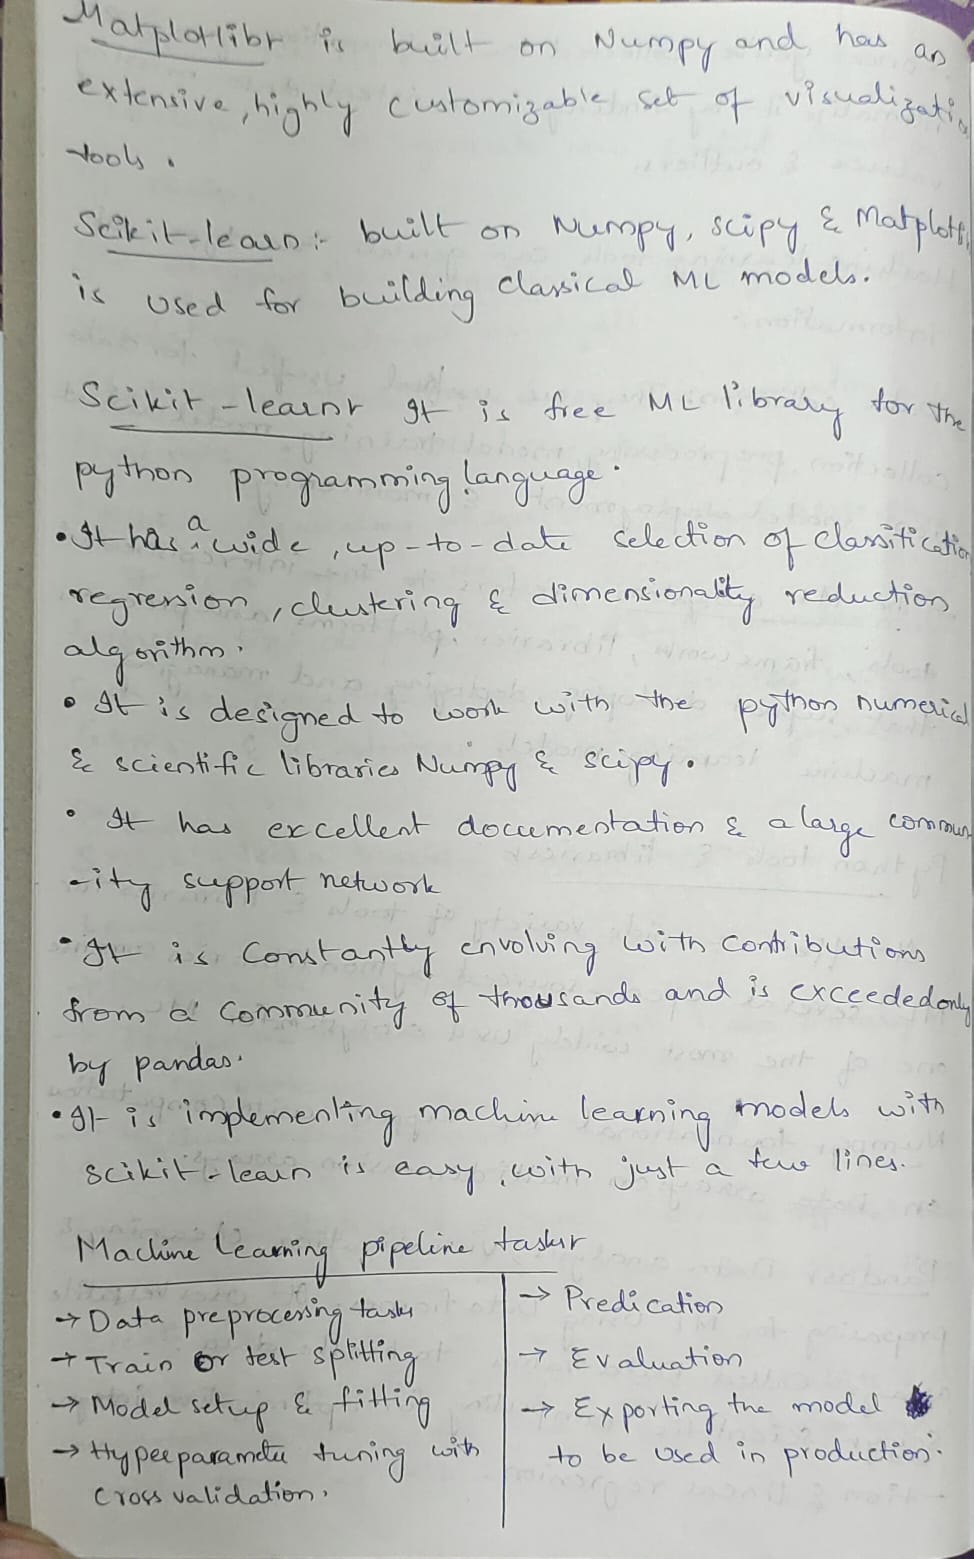 Matplotlib: is built on Numpy and has an
extensive, highly customizable set of visualizatio
tools.
Scikit-learn:- built on Numpy, scipy & Matplotli
is used for building classical ML models.
Scikit-learn: It is free ML library for the
python programming language.
• It has a wide, up-to-date selection of classification
regression, clustering & dimensionality reduction
algorithm.
• It is designed to work with the python numerical
& scientific libraries Numpy & scipy.
• It has excellent documentation & a large commun
-ity support network
• It is Constantly envolving with contributions
from a community of thousands and is exceeded only
by pandas.
• It is implementing machine learning models with
scikit-learn is easy, with just a few lines.
Machine learning pipeline tasks:
→ Data preprocessing tasks
→ Train or test splitting
→ Model setup & fitting
→ Hyperparameter tuning with
cross validation.
→ Predication
→ Evaluation
→ Exporting the model
to be used in production.